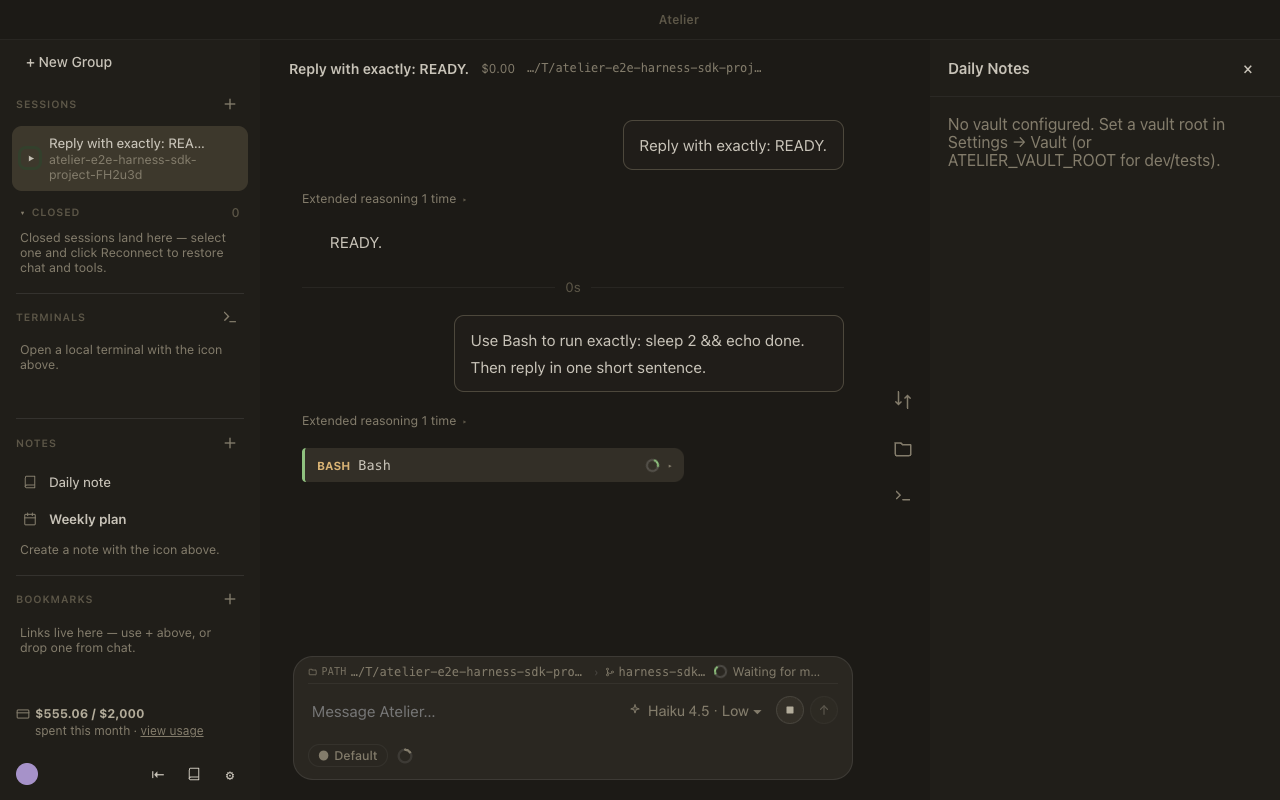 Atelier
+ New Group
SESSIONS
Reply with exactly: REA...
atelier-e2e-harness-sdk-
project-FH2u3d
CLOSED 0
Closed sessions land here — select
one and click Reconnect to restore
chat and tools.
TERMINALS
Open a local terminal with the icon
above.
NOTES
Daily note
Weekly plan
Create a note with the icon above.
BOOKMARKS
Links live here — use + above, or
drop one from chat.
$555.06 / $2,000
spent this month · view usage
Reply with exactly: READY. $0.00 …/T/atelier-e2e-harness-sdk-proj…
Reply with exactly: READY.
Extended reasoning 1 time
READY.
0s
Use Bash to run exactly: sleep 2 && echo done.
Then reply in one short sentence.
Extended reasoning 1 time
BASH Bash
PATH …/T/atelier-e2e-harness-sdk-pro… › harness-sdk… Waiting for m...
Message Atelier...
Haiku 4.5 · Low
Default
Daily Notes
No vault configured. Set a vault root in
Settings → Vault (or
ATELIER_VAULT_ROOT for dev/tests).